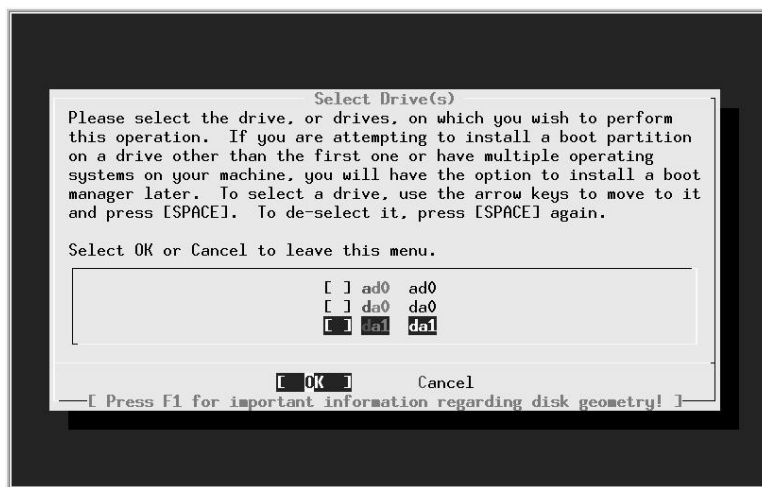 Select Drive(s)
Please select the drive, or drives, on which you wish to perform
this operation.  If you are attempting to install a boot partition
on a drive other than the first one or have multiple operating
systems on your machine, you will have the option to install a boot
manager later.  To select a drive, use the arrow keys to move to it
and press [SPACE].  To de-select it, press [SPACE] again.
Select OK or Cancel to leave this menu.
[ ] ad0  ad0
[ ] da0  da0
[ ] da1  da1
[  OK  ]  Cancel
[ Press F1 for important information regarding disk geometry! ]